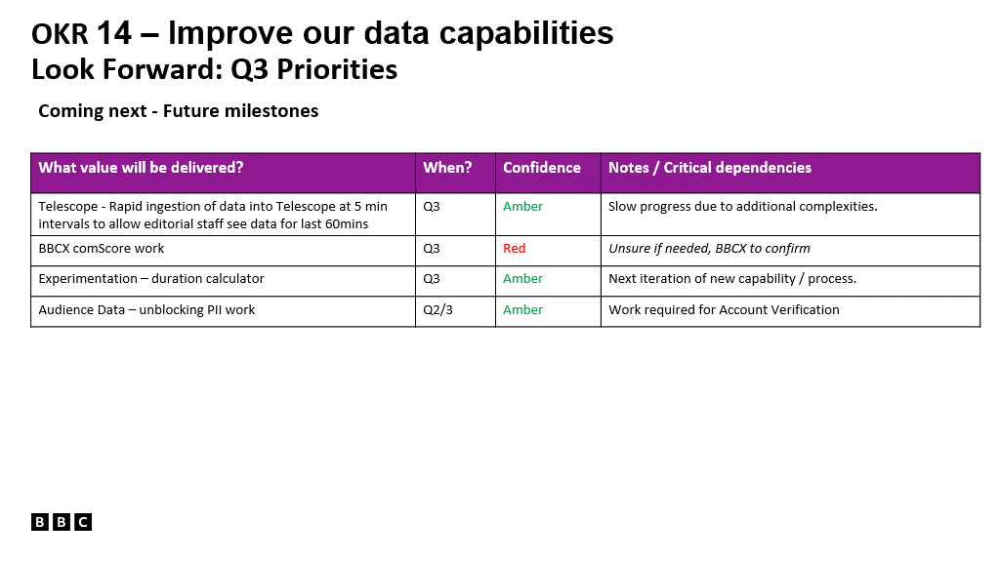 OKR 14 – Improve our data capabilities
Look Forward: Q3 Priorities
Coming next - Future milestones
What value will be delivered? When? Confidence Notes / Critical dependencies
Telescope - Rapid ingestion of data into Telescope at 5 min Q3 Amber Slow progress due to additional complexities.
intervals to allow editorial staff see data for last 60mins
BBCX comScore work Q3 Red Unsure if needed, BBCX to confirm
Experimentation – duration calculator Q3 Amber Next iteration of new capability / process.
Audience Data – unblocking PII work Q2/3 Amber Work required for Account Verification
BBC